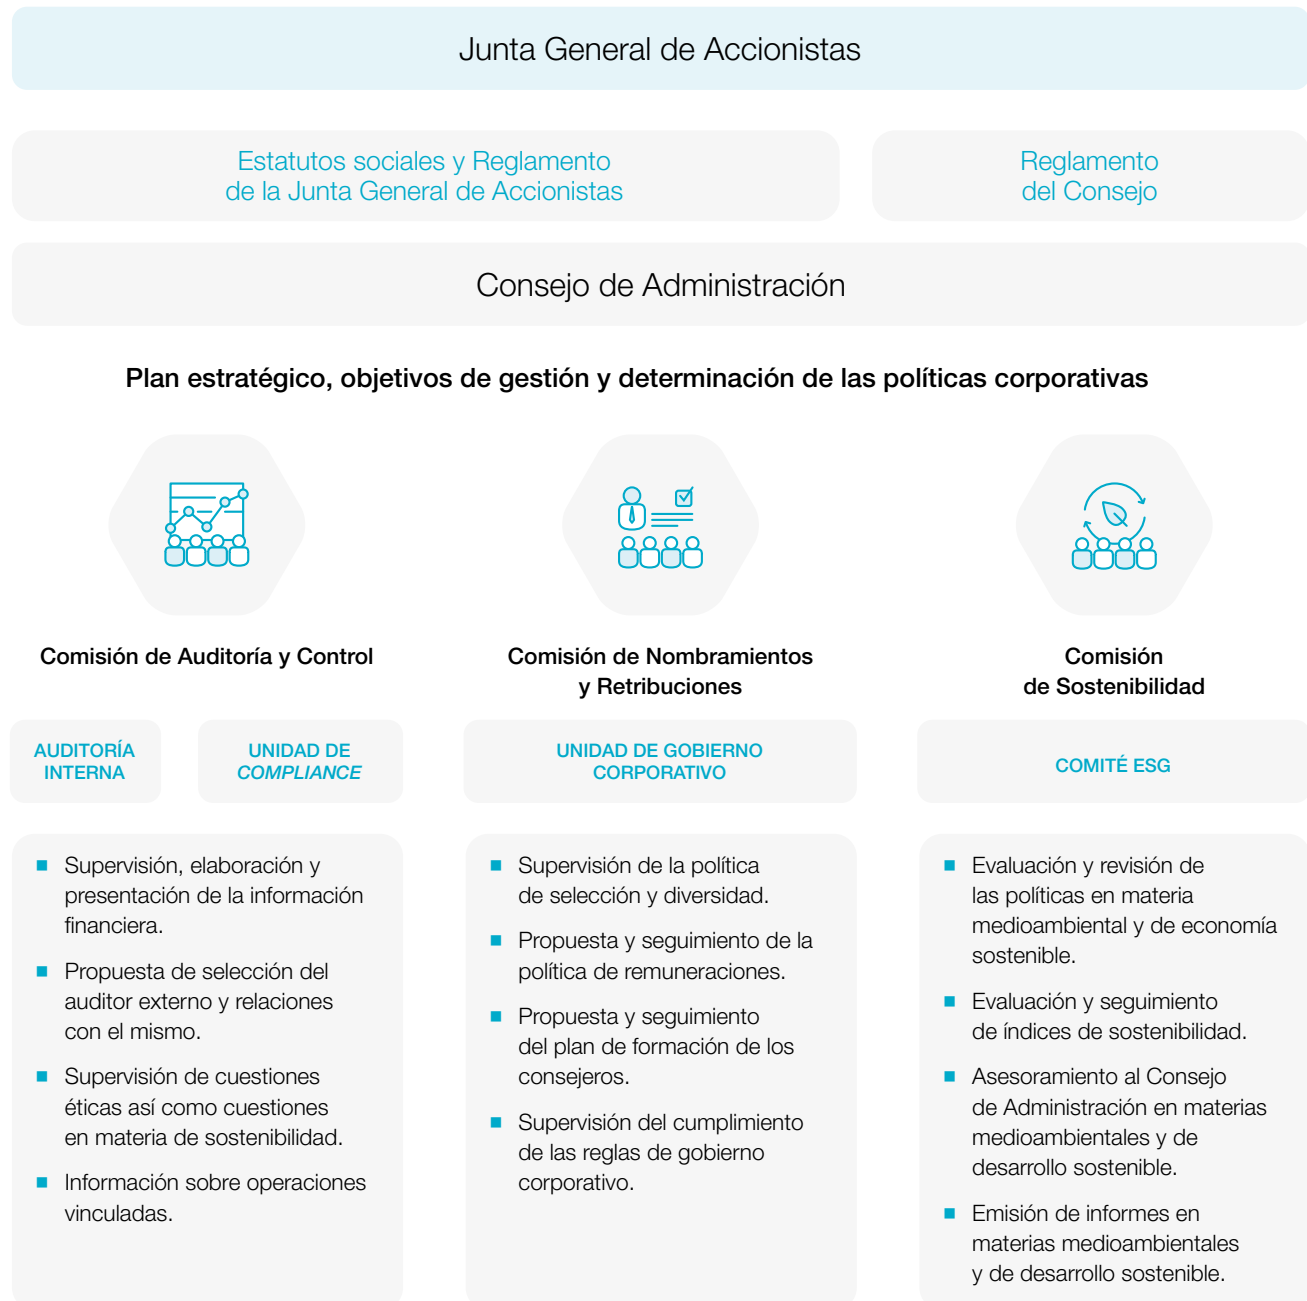 Junta General de Accionistas
Estatutos sociales y Reglamento
de la Junta General de Accionistas
Reglamento
del Consejo
Consejo de Administración
Plan estratégico, objetivos de gestión y determinación de las políticas corporativas
Comisión de Auditoría y Control
AUDITORÍA
INTERNA
UNIDAD DE
COMPLIANCE
■ Supervisión, elaboración y
presentación de la información
financiera.
■ Propuesta de selección del
auditor externo y relaciones
con el mismo.
■ Supervisión de cuestiones
éticas así como cuestiones
en materia de sostenibilidad.
■ Información sobre operaciones
vinculadas.
Comisión de Nombramientos
y Retribuciones
UNIDAD DE GOBIERNO
CORPORATIVO
■ Supervisión de la política
de selección y diversidad.
■ Propuesta y seguimiento de la
política de remuneraciones.
■ Propuesta y seguimiento
del plan de formación de los
consejeros.
■ Supervisión del cumplimiento
de las reglas de gobierno
corporativo.
Comisión
de Sostenibilidad
COMITÉ ESG
■ Evaluación y revisión de
las políticas en materia
medioambiental y de economía
sostenible.
■ Evaluación y seguimiento
de índices de sostenibilidad.
■ Asesoramiento al Consejo
de Administración en materias
medioambientales y de
desarrollo sostenible.
■ Emisión de informes en
materias medioambientales
y de desarrollo sostenible.